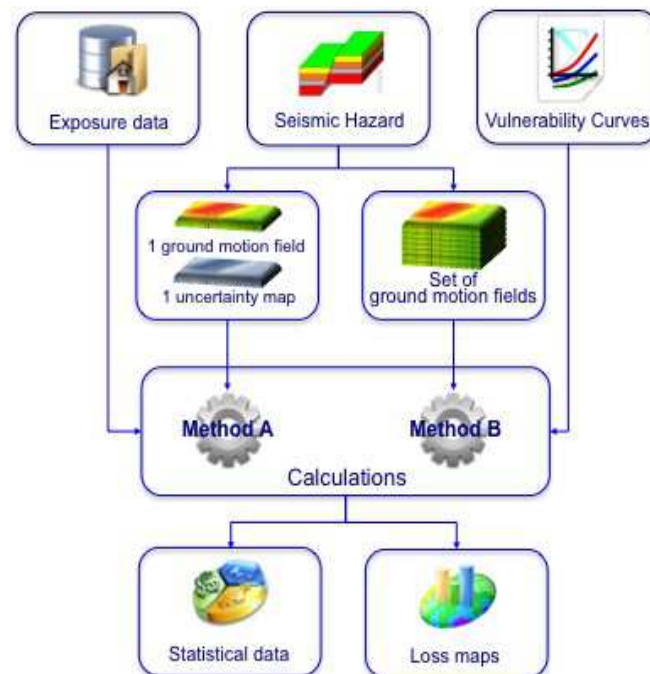 Exposure data
Seismic Hazard
Vulnerability Curves
1 ground motion field
1 uncertainty map
Set of
ground motion fields
Method A
Method B
Calculations
Statistical data
Loss maps